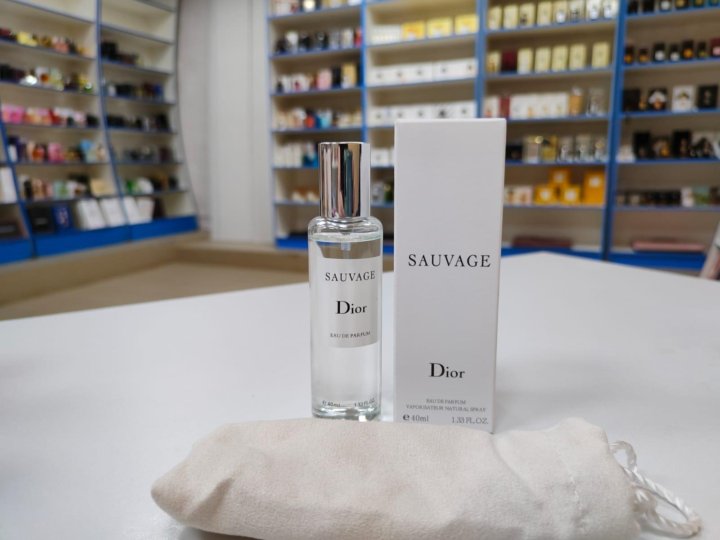 SAUVAGE
Dior
EAU DE PARFUM
e 40ml 1.33 FL.OZ.
SAUVAGE
Dior
EAU DE PARFUM
VAPORISATEUR NATURAL SPRAY
e 40ml 1.33 FL.OZ.